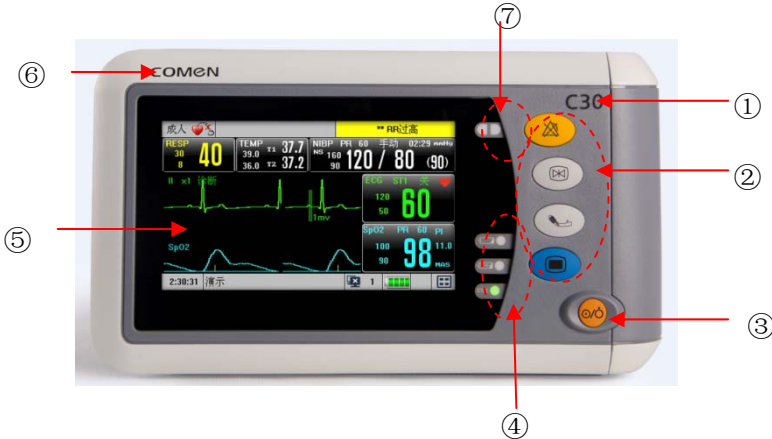 ⑦
⑥ COMEN
C30 ①
成人 ** RR过高
RESP 30 8 40
TEMP 39.0 36.0 T1 37.7 T2 37.2
NIBP PR 60 手动 02:29 mmHg
NS 160 90 120 / 80 (90)
②
II x1 诊断
1mv
ECG ST1 关
120 50 60
⑤
SpO2
SpO2 PR 60 PI
100 90 98 11.0
MAS
2:30:31 演示 1
③
④